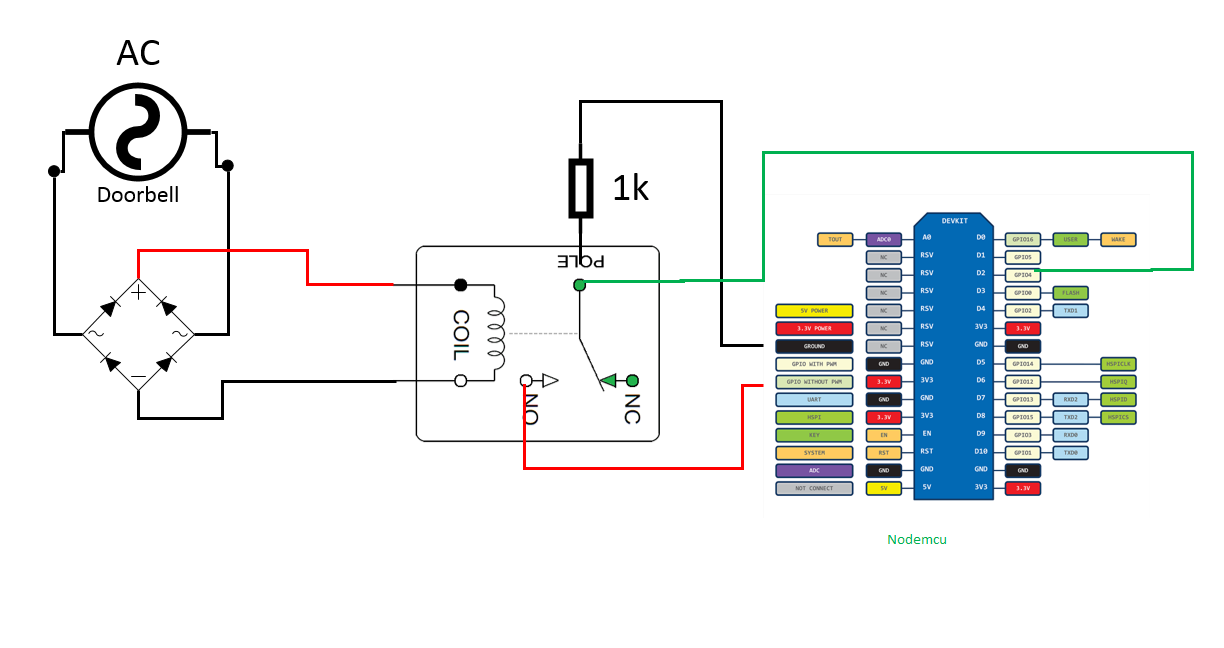 AC
Doorbell
1k
POLE
COIL
NO
NC
DEVKIT
TOUT ADC0 A0 D0 GPIO16 USER WAKE
NC RSV D1 GPIO5
NC RSV D2 GPIO4
NC RSV D3 GPIO0 FLASH
5V POWER NC RSV D4 GPIO2 TXD1
3.3V POWER NC RSV 3V3 3.3V
GROUND NC RSV GND GND
GPIO WITH PWM GND GND D5 GPIO14 HSPICLK
GPIO WITHOUT PWM 3.3V 3V3 D6 GPIO12 HSPIQ
UART GND GND D7 GPIO13 RXD2 HSPID
HSPI 3.3V 3V3 D8 GPIO15 TXD2 HSPICS
KEY EN EN D9 GPIO3 RXD0
SYSTEM RST RST D10 GPIO1 TXD0
ADC GND GND GND GND
NOT CONNECT 5V 5V 3V3 3.3V
Nodemcu